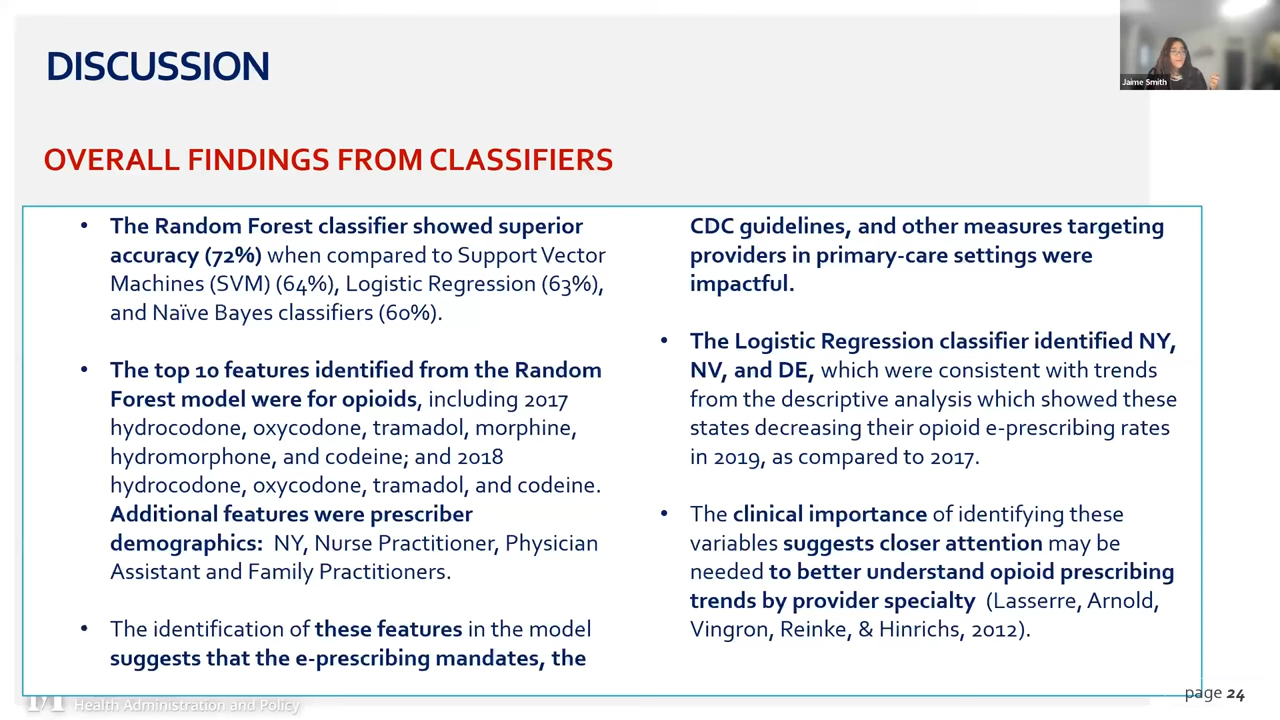 DISCUSSION
Jaime Smith
OVERALL FINDINGS FROM CLASSIFIERS
• The Random Forest classifier showed superior
accuracy (72%) when compared to Support Vector
Machines (SVM) (64%), Logistic Regression (63%),
and Naïve Bayes classifiers (60%).
• The top 10 features identified from the Random
Forest model were for opioids, including 2017
hydrocodone, oxycodone, tramadol, morphine,
hydromorphone, and codeine; and 2018
hydrocodone, oxycodone, tramadol, and codeine.
Additional features were prescriber
demographics: NY, Nurse Practitioner, Physician
Assistant and Family Practitioners.
• The identification of these features in the model
suggests that the e-prescribing mandates, the
CDC guidelines, and other measures targeting
providers in primary-care settings were
impactful.
• The Logistic Regression classifier identified NY,
NV, and DE, which were consistent with trends
from the descriptive analysis which showed these
states decreasing their opioid e-prescribing rates
in 2019, as compared to 2017.
• The clinical importance of identifying these
variables suggests closer attention may be
needed to better understand opioid prescribing
trends by provider specialty (Lasserre, Arnold,
Vingron, Reinke, & Hinrichs, 2012).
Health Administration and Policy
page 24